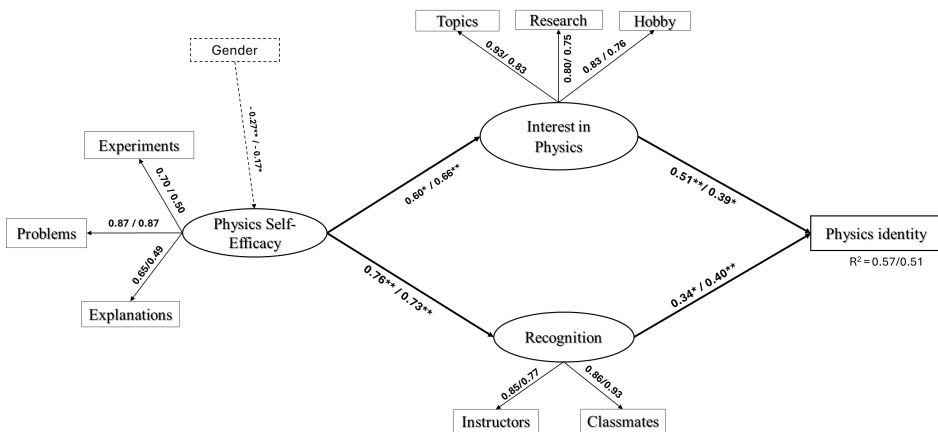 Topics
Research
Hobby
Gender
0.93/ 0.83
0.80/ 0.75
0.83 / 0.76
- 0.27** / - 0.17*
Interest in
Physics
Experiments
0.70 / 0.50
0.60* / 0.66**
0.51**/ 0.39*
Problems
0.87 / 0.87
Physics Self-
Efficacy
Physics identity
R² = 0.57/0.51
0.65/0.49
0.76** / 0.73**
0.34* / 0.40**
Explanations
Recognition
0.85/0.77
0.86/0.93
Instructors
Classmates